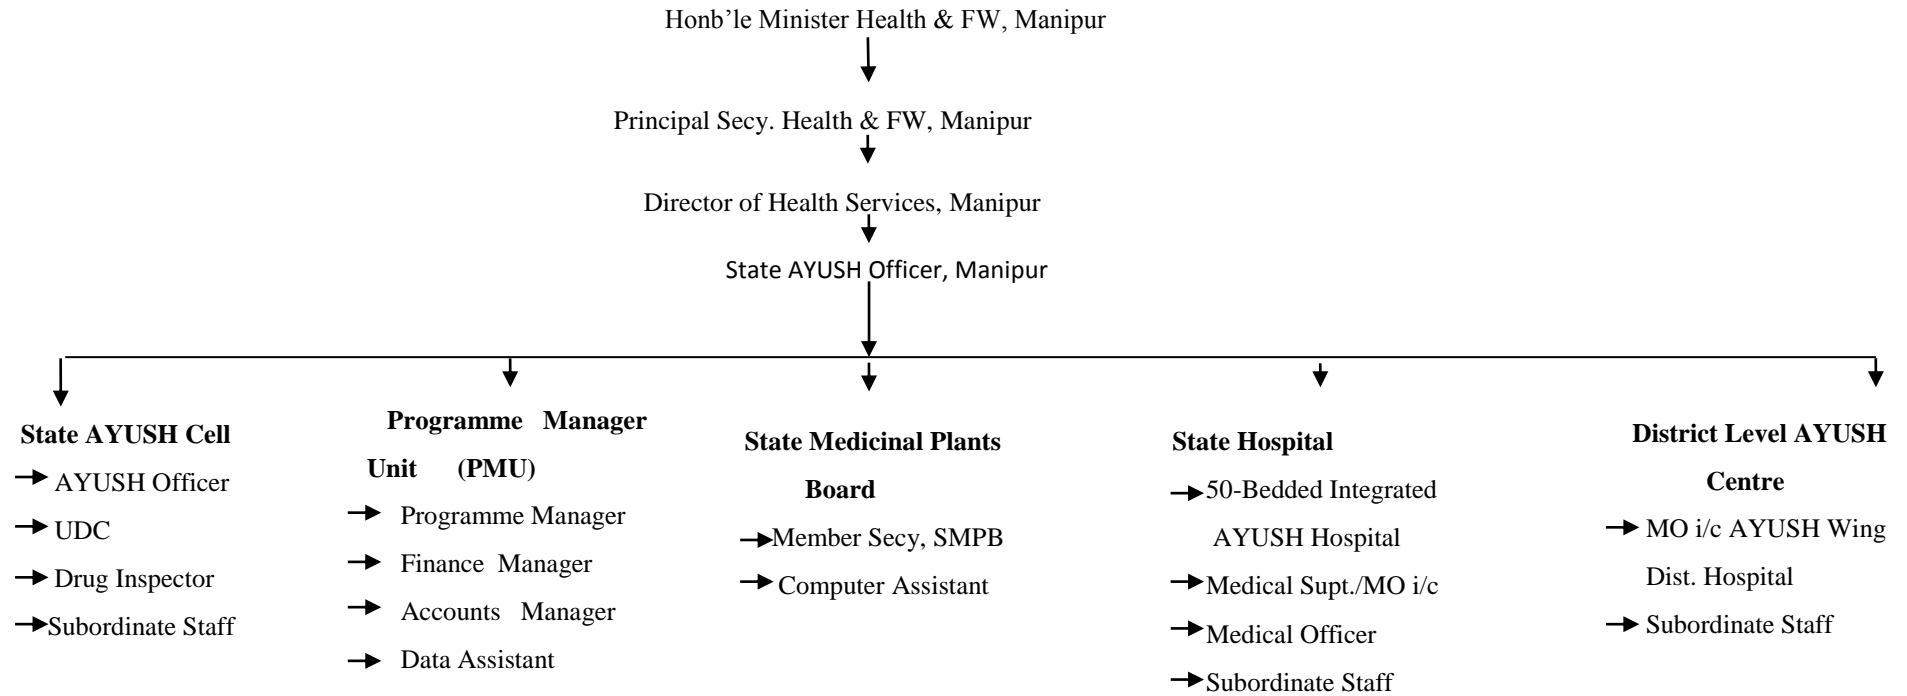 Honb’le Minister Health & FW, Manipur
Principal Secy. Health & FW, Manipur
Director of Health Services, Manipur
State AYUSH Officer, Manipur
State AYUSH Cell
AYUSH Officer
UDC
Drug Inspector
Subordinate Staff
Programme Manager
Unit (PMU)
Programme Manager
Finance Manager
Accounts Manager
Data Assistant
State Medicinal Plants
Board
Member Secy, SMPB
Computer Assistant
State Hospital
50-Bedded Integrated
AYUSH Hospital
Medical Supt./MO i/c
Medical Officer
Subordinate Staff
District Level AYUSH
Centre
MO i/c AYUSH Wing
Dist. Hospital
Subordinate Staff